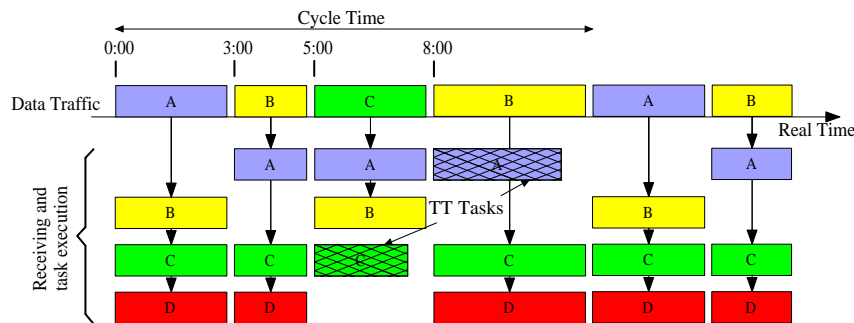 Cycle Time
0:00 3:00 5:00 8:00
Data Traffic A B C B A B
Real Time
A A A A
TT Tasks
B B B
C C C C C C
D D D D D
Receiving and
task execution